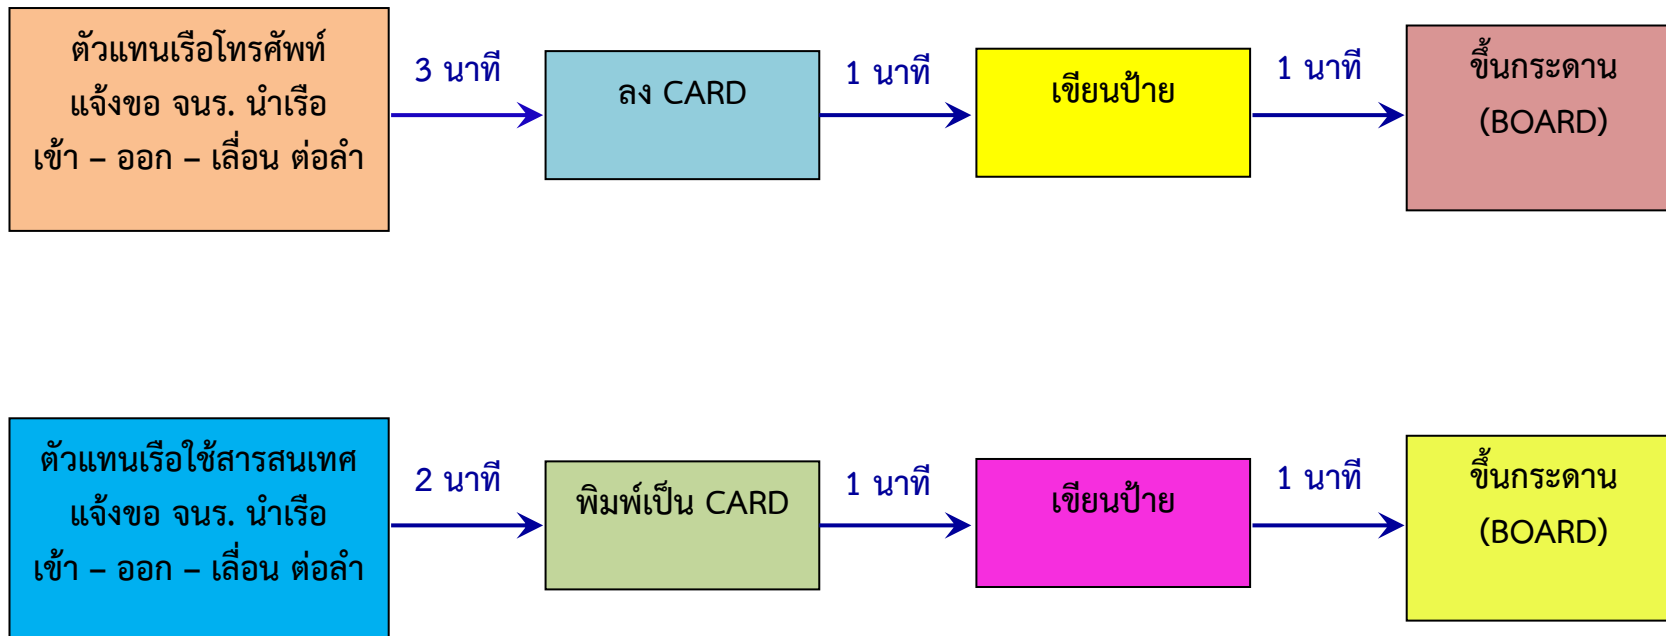 ตัวแทนเรือโทรศัพท์
แจ้งขอ จนร. นำเรือ
เข้า – ออก – เลื่อน ต่อลำ
3 นาที
ลง CARD
1 นาที
เขียนป้าย
1 นาที
ขึ้นกระดาน
(BOARD)
ตัวแทนเรือใช้สารสนเทศ
แจ้งขอ จนร. นำเรือ
เข้า – ออก – เลื่อน ต่อลำ
2 นาที
พิมพ์เป็น CARD
1 นาที
เขียนป้าย
1 นาที
ขึ้นกระดาน
(BOARD)